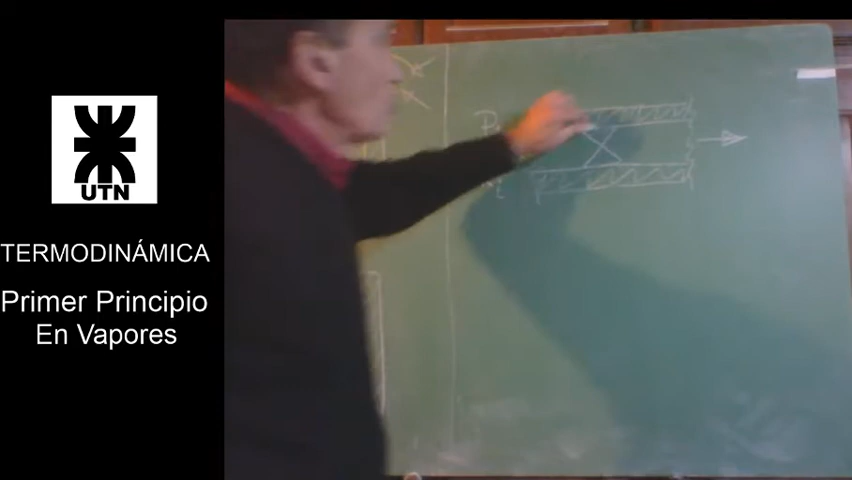 UTN
TERMODINÁMICA
Primer Principio
En Vapores
P